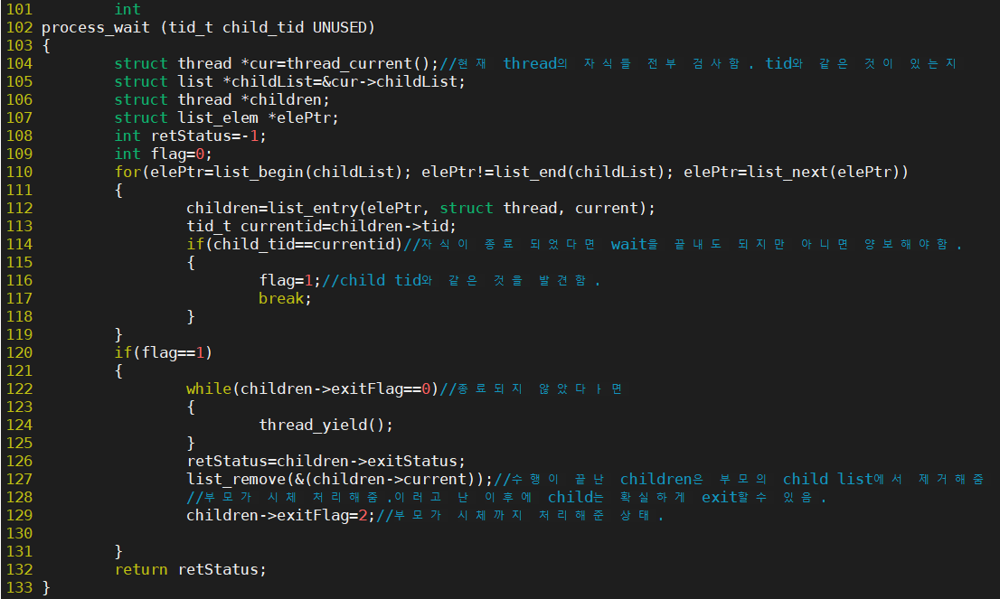 101         int
102 process_wait (tid_t child_tid UNUSED)
103 {
104         struct thread *cur=thread_current();//현재 thread의 자식들 전부 검사함. tid와 같은 것이 있는지
105         struct list *childList=&cur->childList;
106         struct thread *children;
107         struct list_elem *elePtr;
108         int retStatus=-1;
109         int flag=0;
110         for(elePtr=list_begin(childList); elePtr!=list_end(childList); elePtr=list_next(elePtr))
111         {
112                 children=list_entry(elePtr, struct thread, current);
113                 tid_t currentid=children->tid;
114                 if(child_tid==currentid)//자식이 종료 되었다면 wait을 끝내도 되지만 아니면 양보해야함.
115                 {
116                         flag=1;//child tid와 같은 것을 발견함.
117                         break;
118                 }
119         }
120         if(flag==1)
121         {
122                 while(children->exitFlag==0)//종료되지 않았다ㅏ면
123                 {
124                         thread_yield();
125                 }
126                 retStatus=children->exitStatus;
127                 list_remove(&(children->current));//수행이 끝난 children은 부모의 child list에서 제거해줌
128                 //부모가 시체 처리해줌.이러고 난 이후에 child는 확실하게 exit할수 있음.
129                 children->exitFlag=2;//부모가 시체까지 처리해준 상태.
130
131         }
132         return retStatus;
133 }